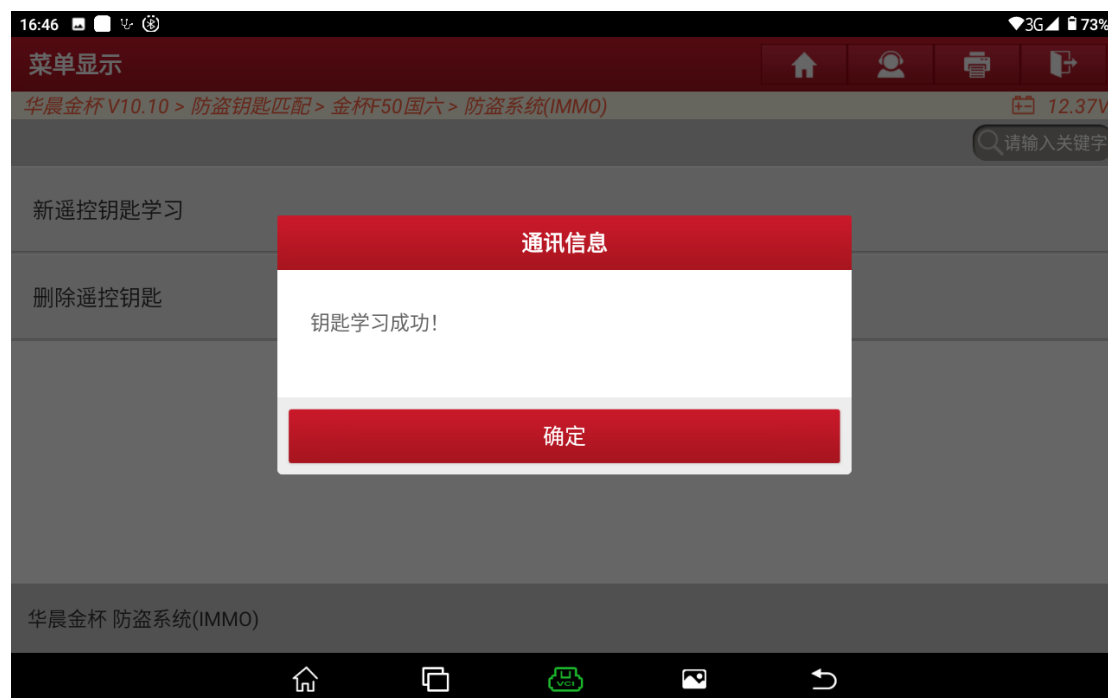 16:46
3G 73%
菜单显示
华晨金杯 V10.10 > 防盗钥匙匹配 > 金杯F50国六 > 防盗系统(IMMO)
12.37V
请输入关键字
新遥控钥匙学习
通讯信息
删除遥控钥匙
钥匙学习成功!
确定
华晨金杯 防盗系统(IMMO)
VCI